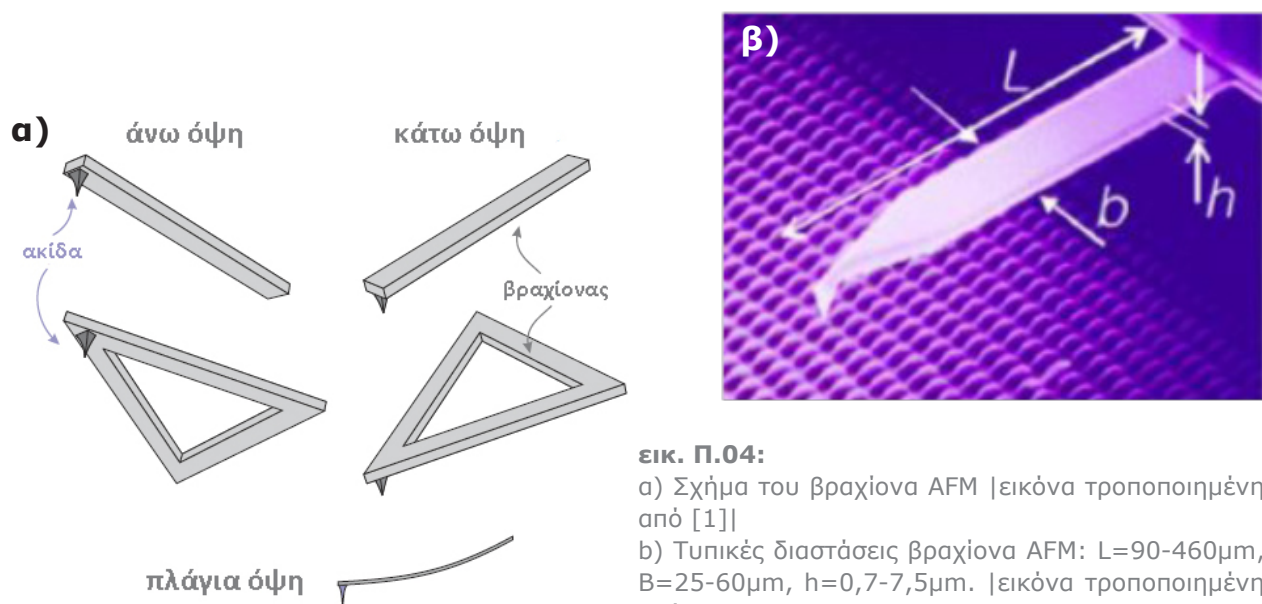 α)
άνω όψη
κάτω όψη
ακίδα
βραχίονας
πλάγια όψη
β)
L
b
h
εικ. Π.04:
α) Σχήμα του βραχίονα AFM |εικόνα τροποποιημένη
από [1]|
b) Τυπικές διαστάσεις βραχίονα AFM: L=90-460μm,
B=25-60μm, h=0,7-7,5μm. |εικόνα τροποποιημένη